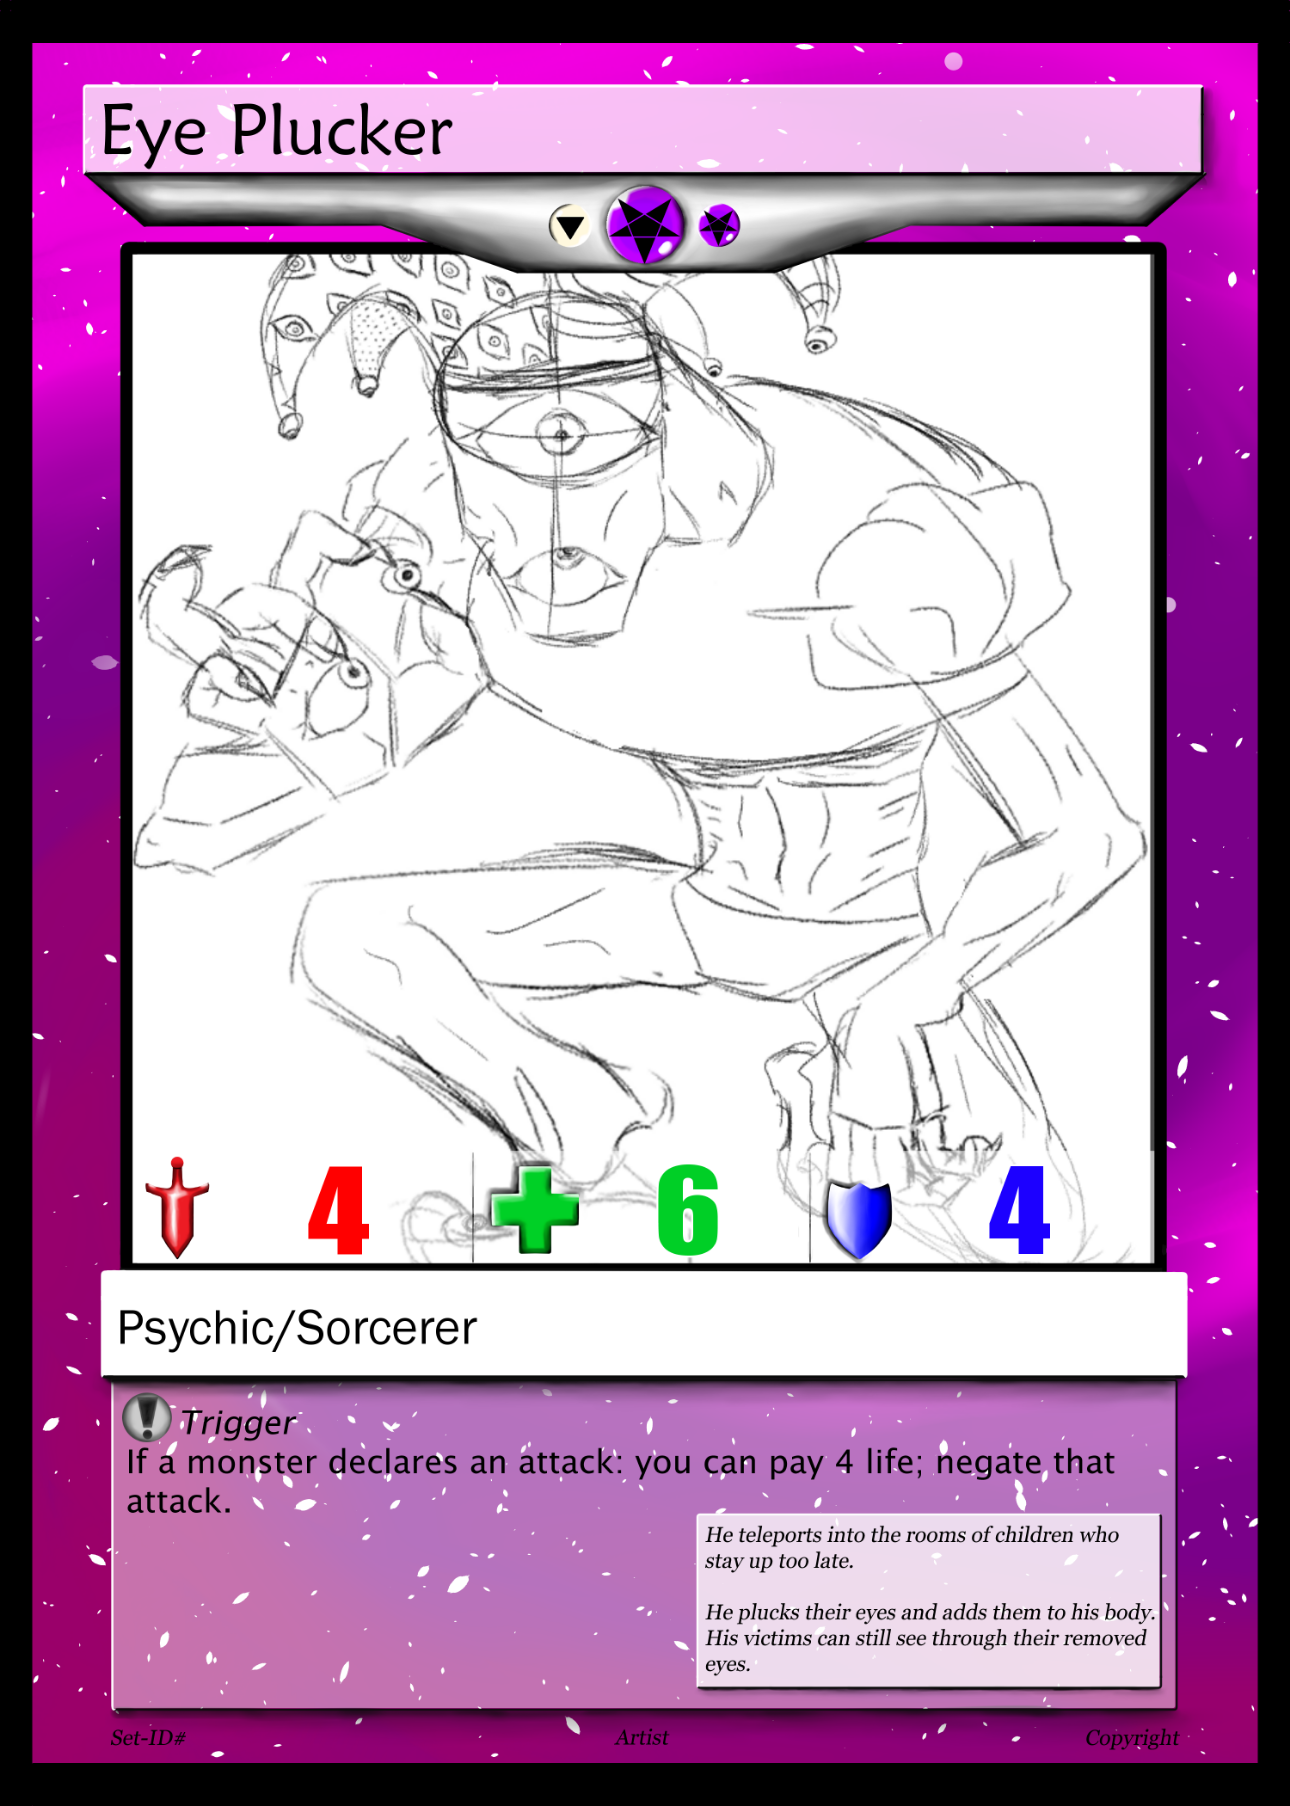 Eye Plucker
4
6
4
Psychic/Sorcerer
Trigger
If a monster declares an attack: you can pay 4 life; negate that
attack.
He teleports into the rooms of children who
stay up too late.
He plucks their eyes and adds them to his body.
His victims can still see through their removed
eyes.
Set-ID#
Artist
Copyright